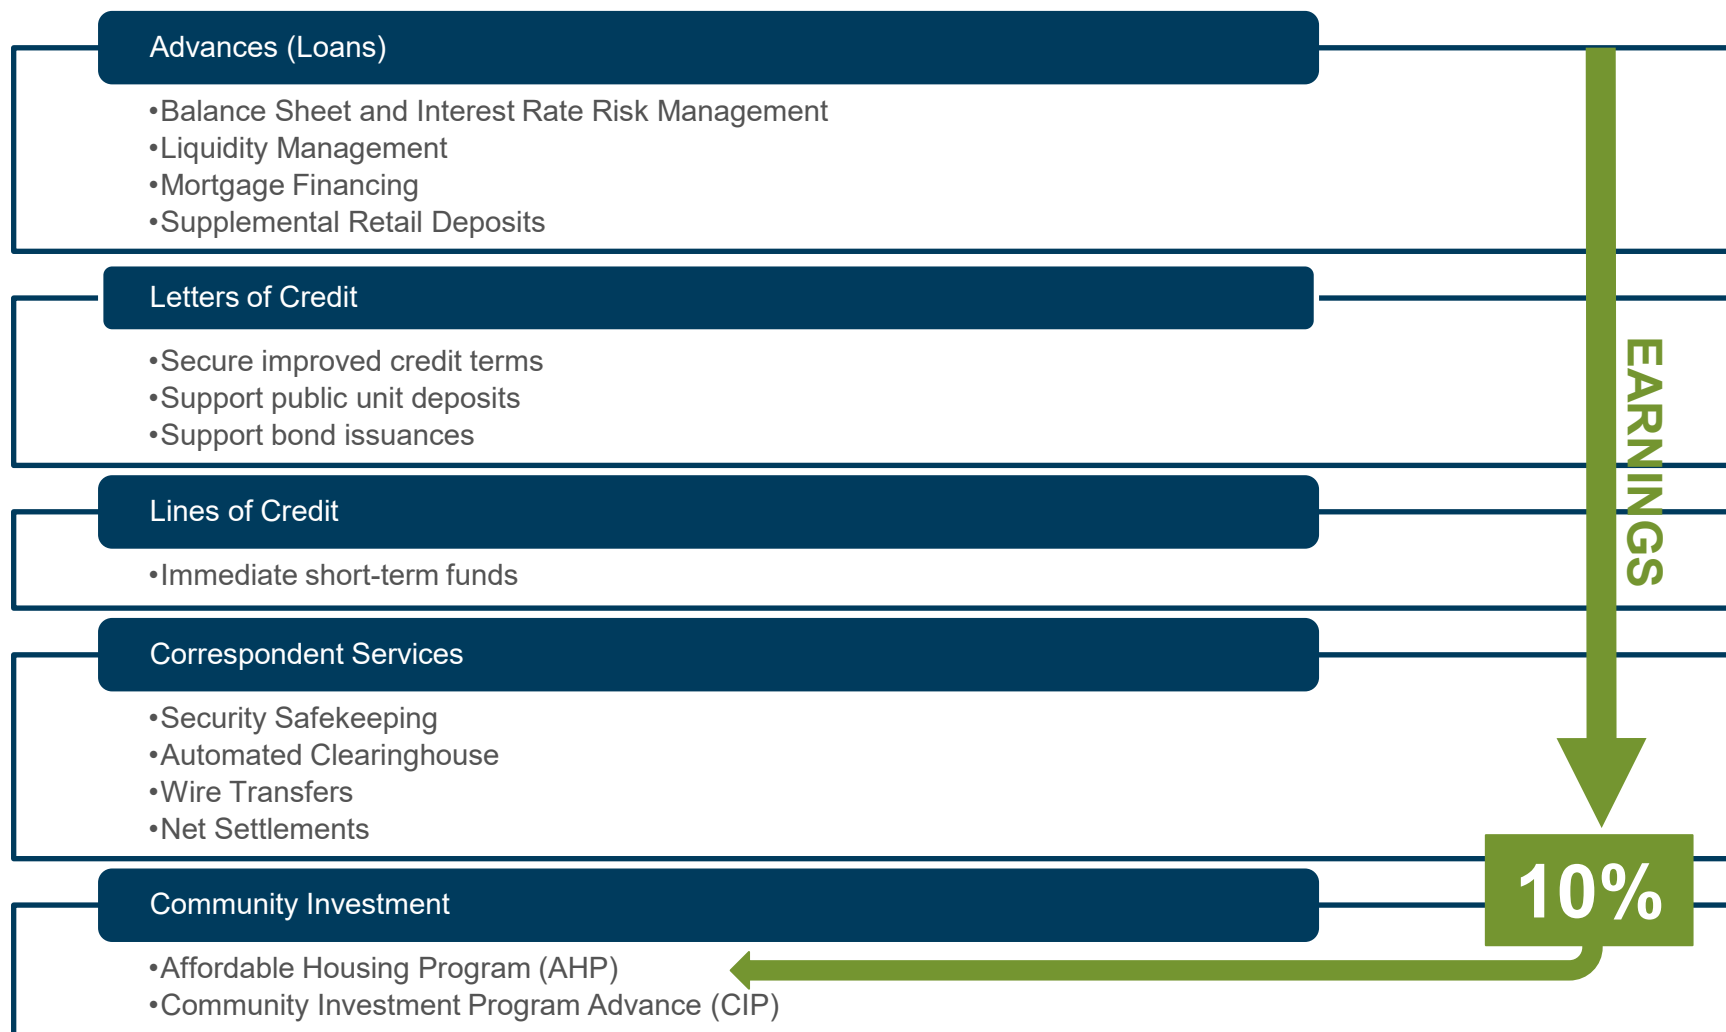 Advances (Loans)
•Balance Sheet and Interest Rate Risk Management
•Liquidity Management
•Mortgage Financing
•Supplemental Retail Deposits
Letters of Credit
•Secure improved credit terms
•Support public unit deposits
•Support bond issuances
EARNINGS
Lines of Credit
•Immediate short-term funds
Correspondent Services
•Security Safekeeping
•Automated Clearinghouse
•Wire Transfers
•Net Settlements
10%
Community Investment
•Affordable Housing Program (AHP)
•Community Investment Program Advance (CIP)